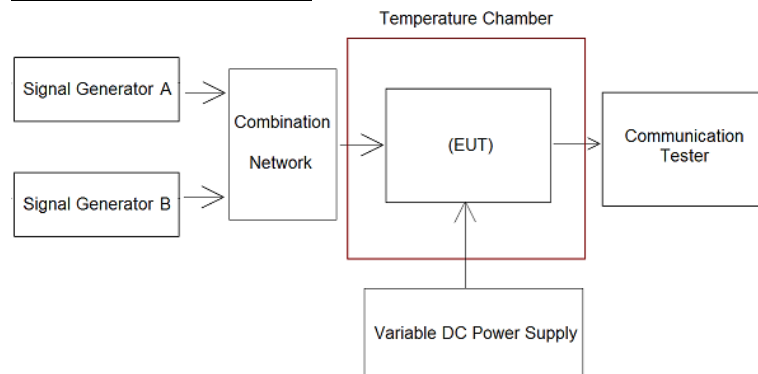 Temperature Chamber
Signal Generator A
Combination
Network
(EUT)
Communication
Tester
Signal Generator B
Variable DC Power Supply